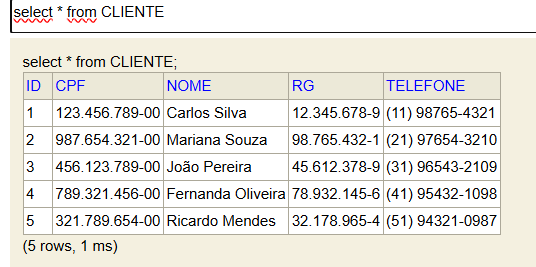 select * from CLIENTE
select * from CLIENTE;
ID CPF NOME RG TELEFONE
1 123.456.789-00 Carlos Silva 12.345.678-9 (11) 98765-4321
2 987.654.321-00 Mariana Souza 98.765.432-1 (21) 97654-3210
3 456.123.789-00 João Pereira 45.612.378-9 (31) 96543-2109
4 789.321.456-00 Fernanda Oliveira 78.932.145-6 (41) 95432-1098
5 321.789.654-00 Ricardo Mendes 32.178.965-4 (51) 94321-0987
(5 rows, 1 ms)